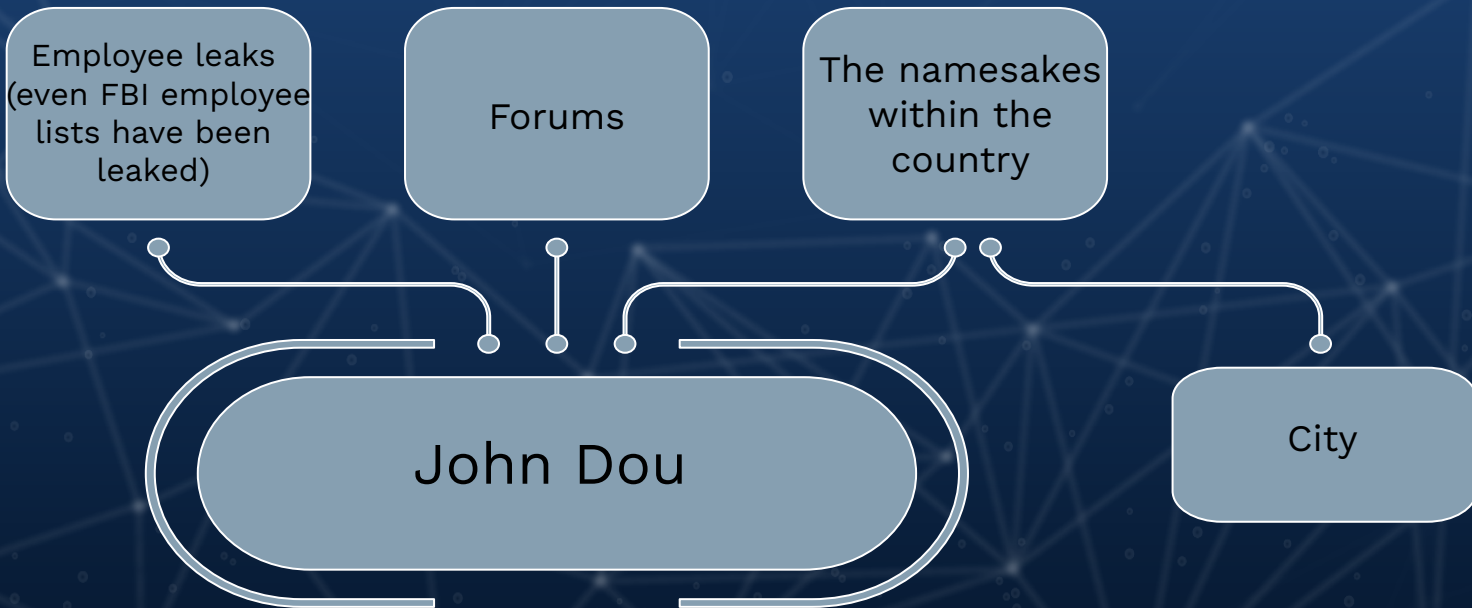 Employee leaks
(even FBI employee
lists have been
leaked)
Forums
The namesakes
within the
country
John Dou
City